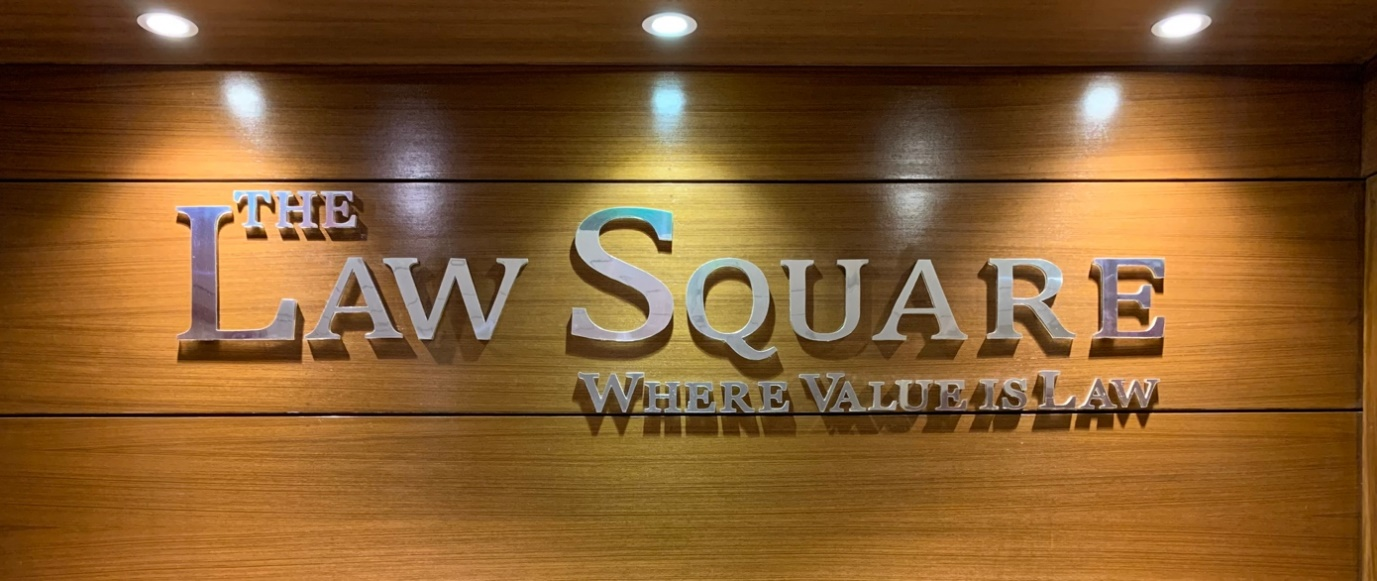 THE
LAW SQUARE
WHERE VALUE IS LAW